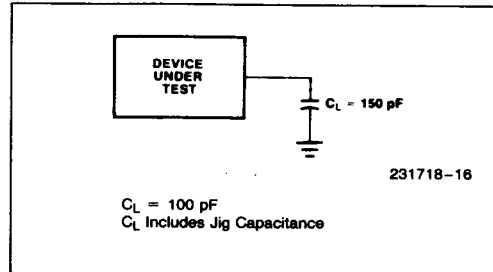 DEVICE
UNDER
TEST
C_L = 150 pF
231718-16
C_L = 100 pF
C_L Includes Jig Capacitance